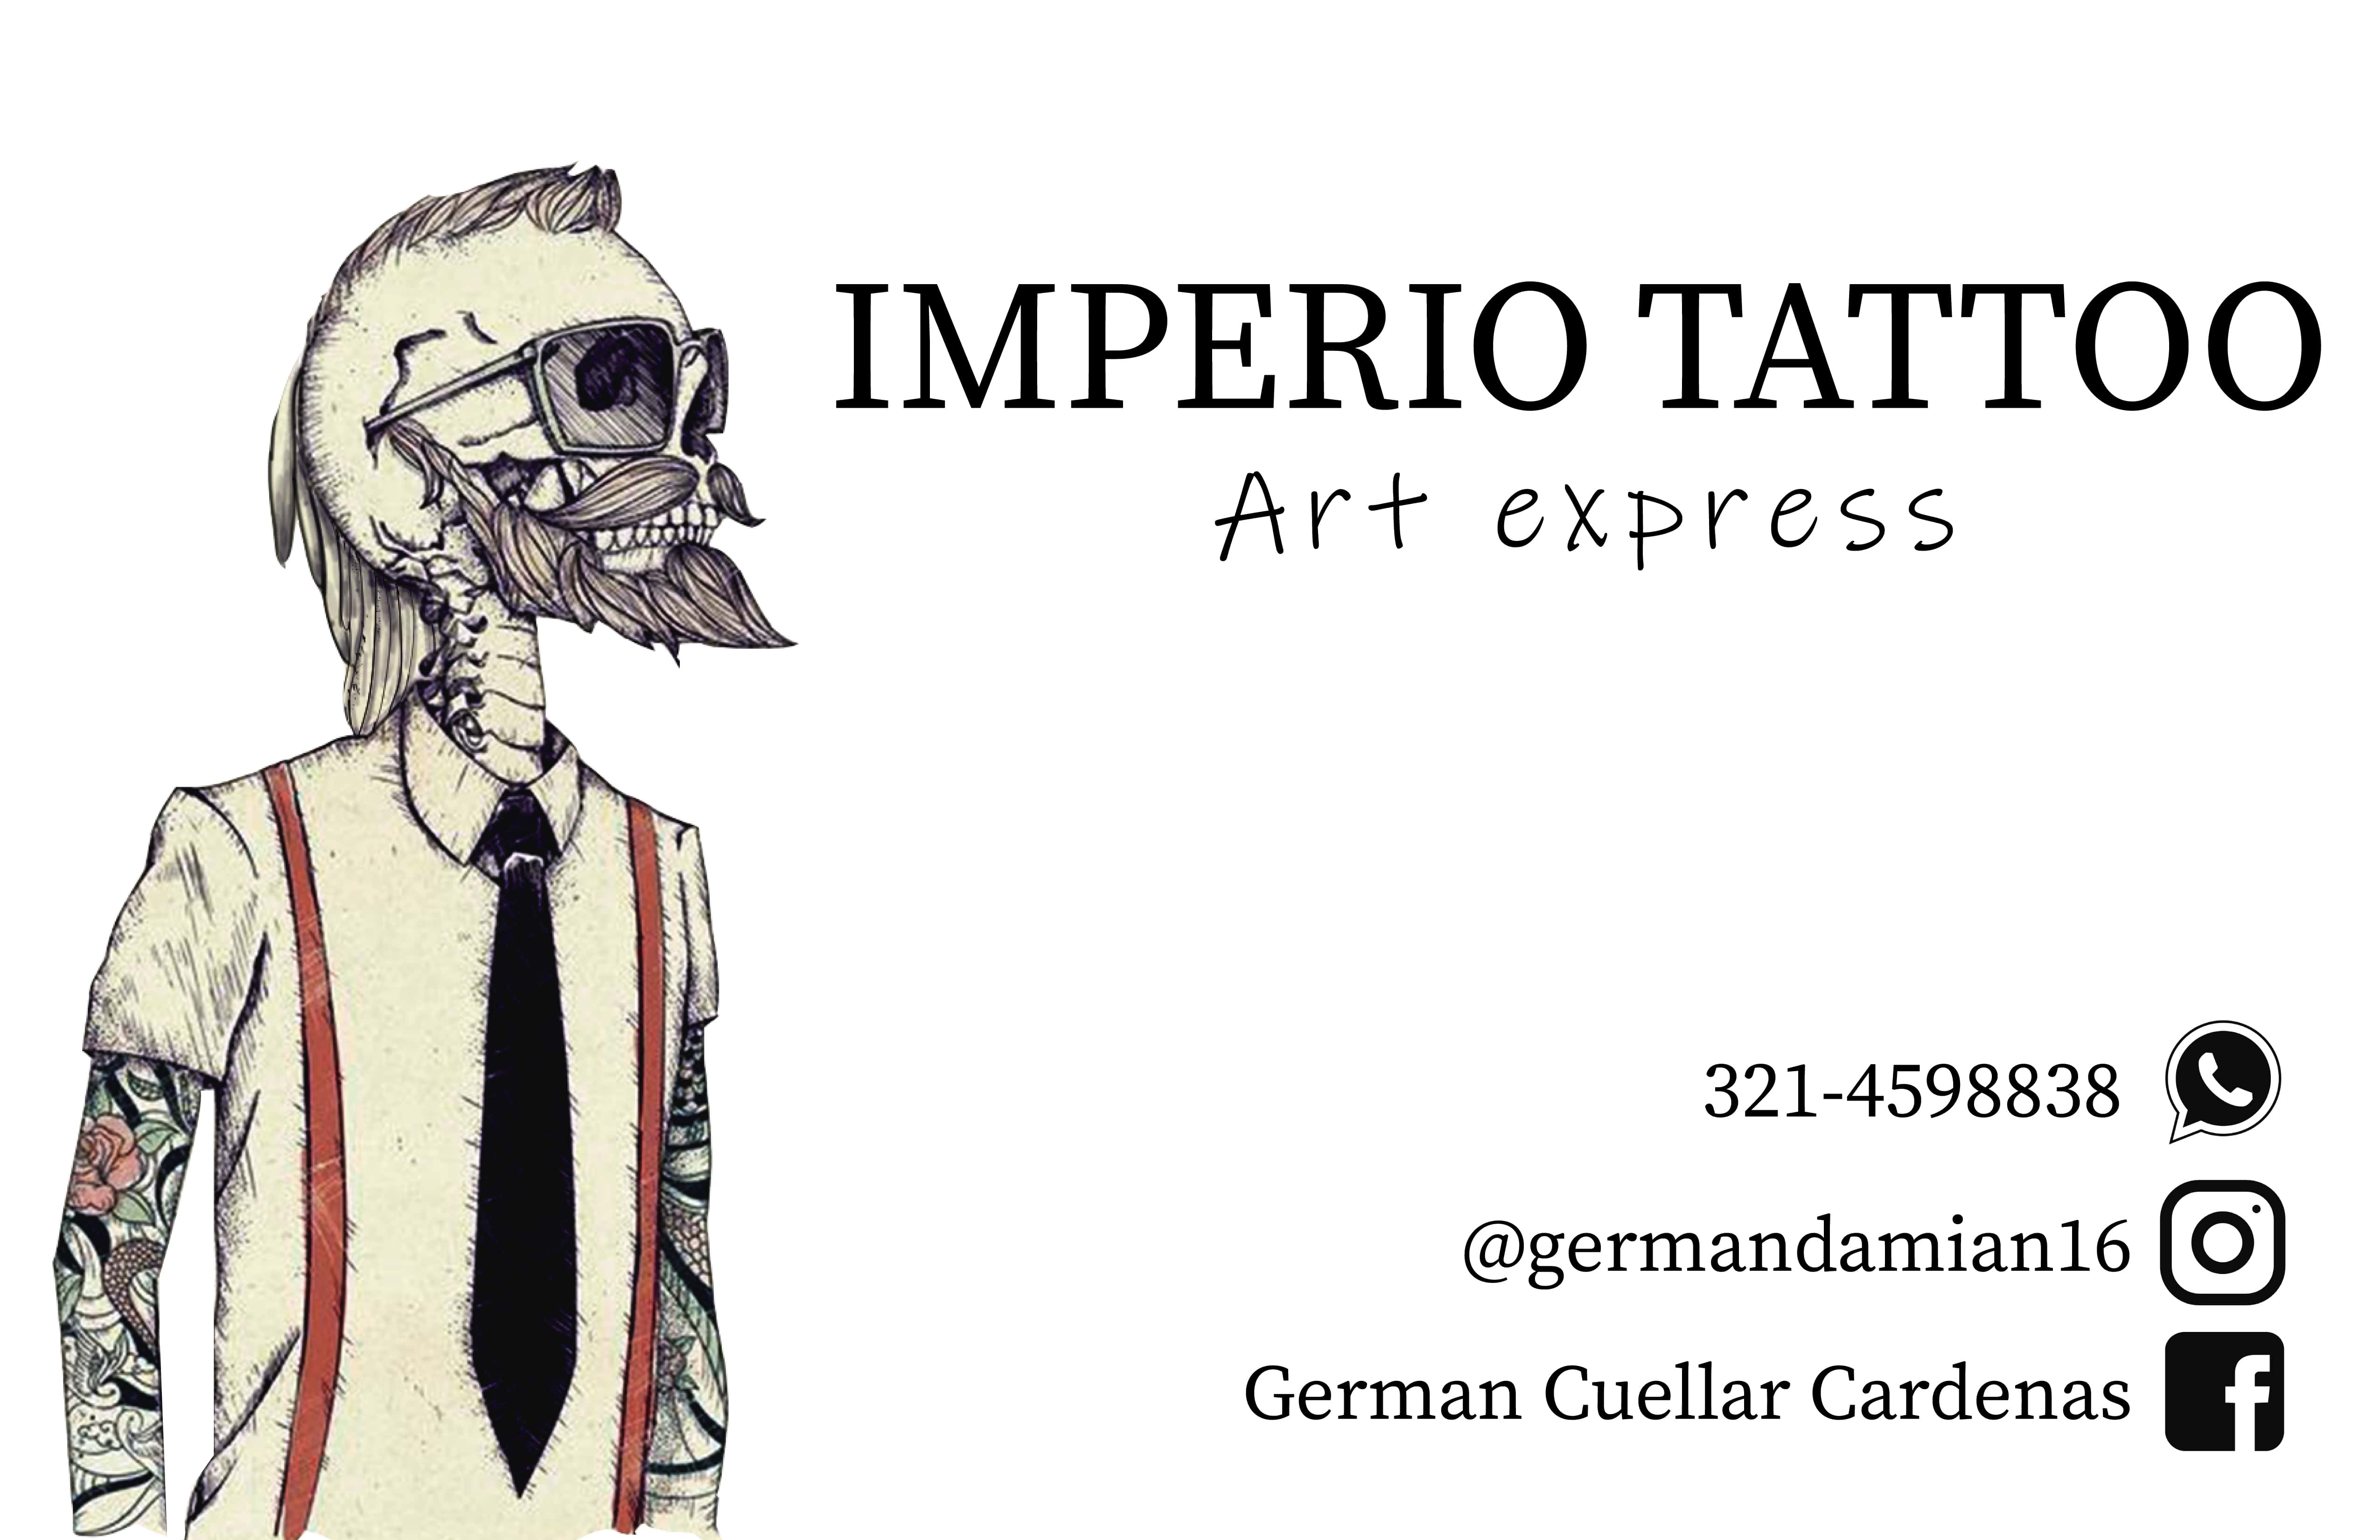 IMPERIO TATTOO
Art express
321-4598838
@germandamian16
German Cuellar Cardenas